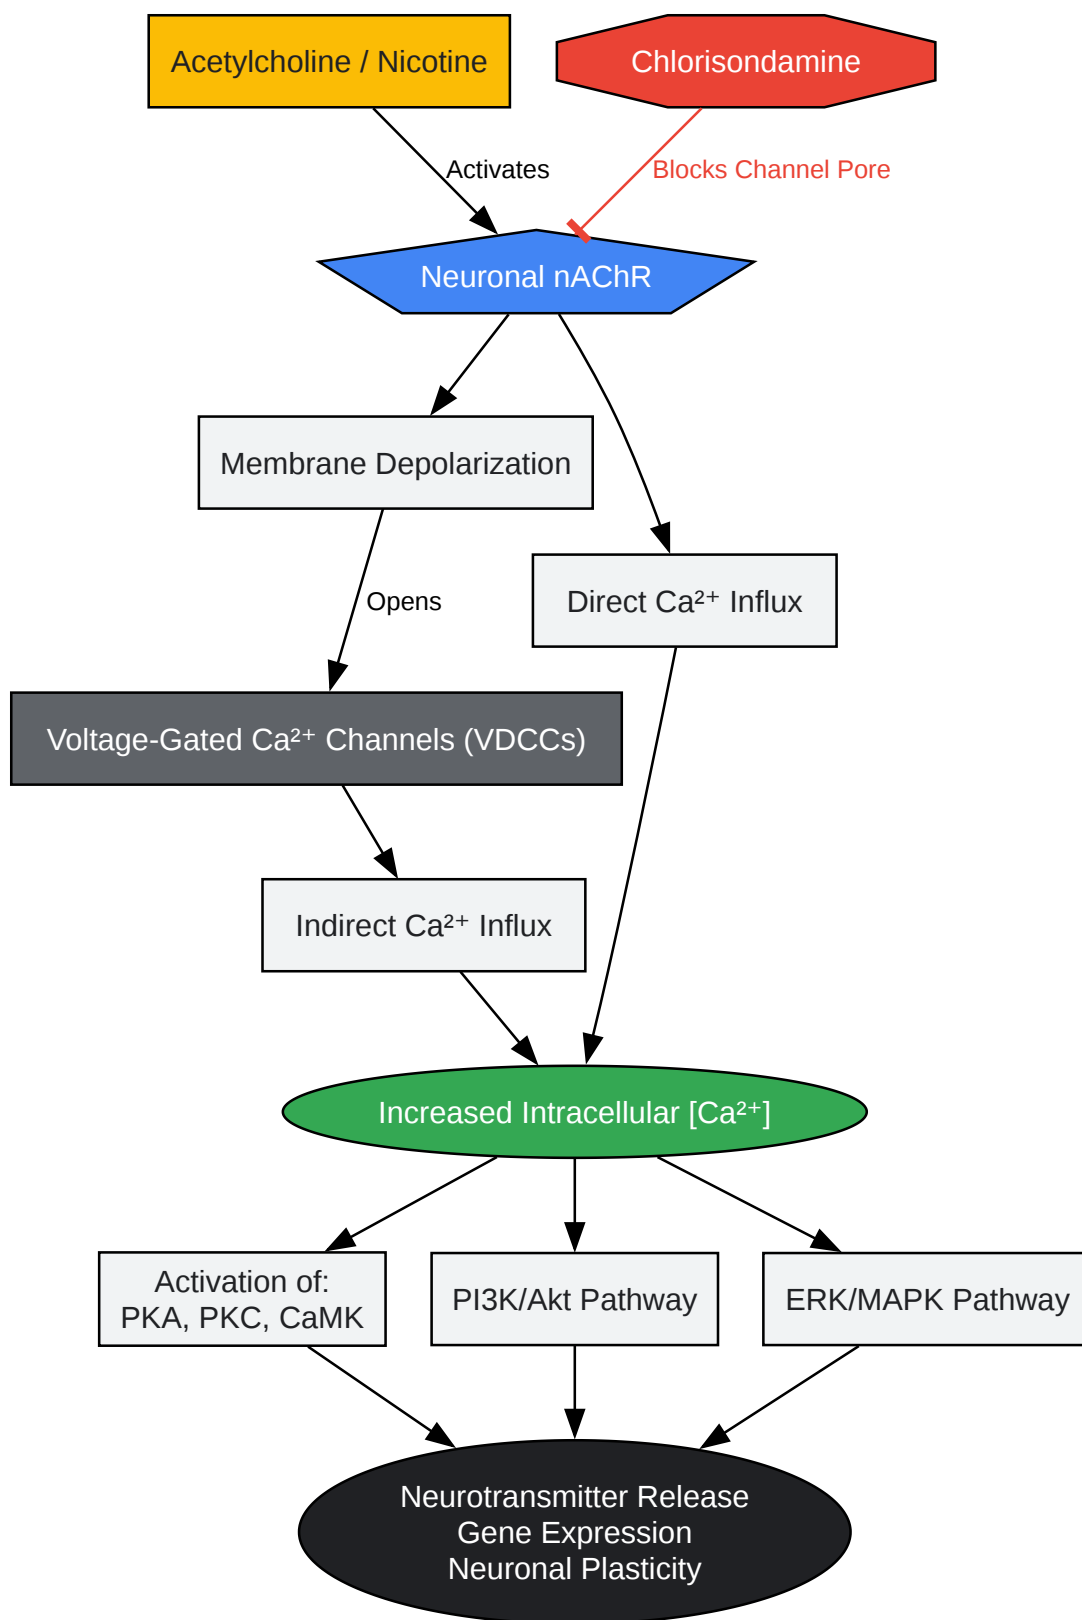 Acetylcholine / Nicotine
Chlorisondamine
Activates
Blocks Channel Pore
Neuronal nAChR
Membrane Depolarization
Direct Ca²⁺ Influx
Opens
Voltage-Gated Ca²⁺ Channels (VDCCs)
Indirect Ca²⁺ Influx
Increased Intracellular [Ca²⁺]
Activation of:
PKA, PKC, CaMK
PI3K/Akt Pathway
ERK/MAPK Pathway
Neurotransmitter Release
Gene Expression
Neuronal Plasticity